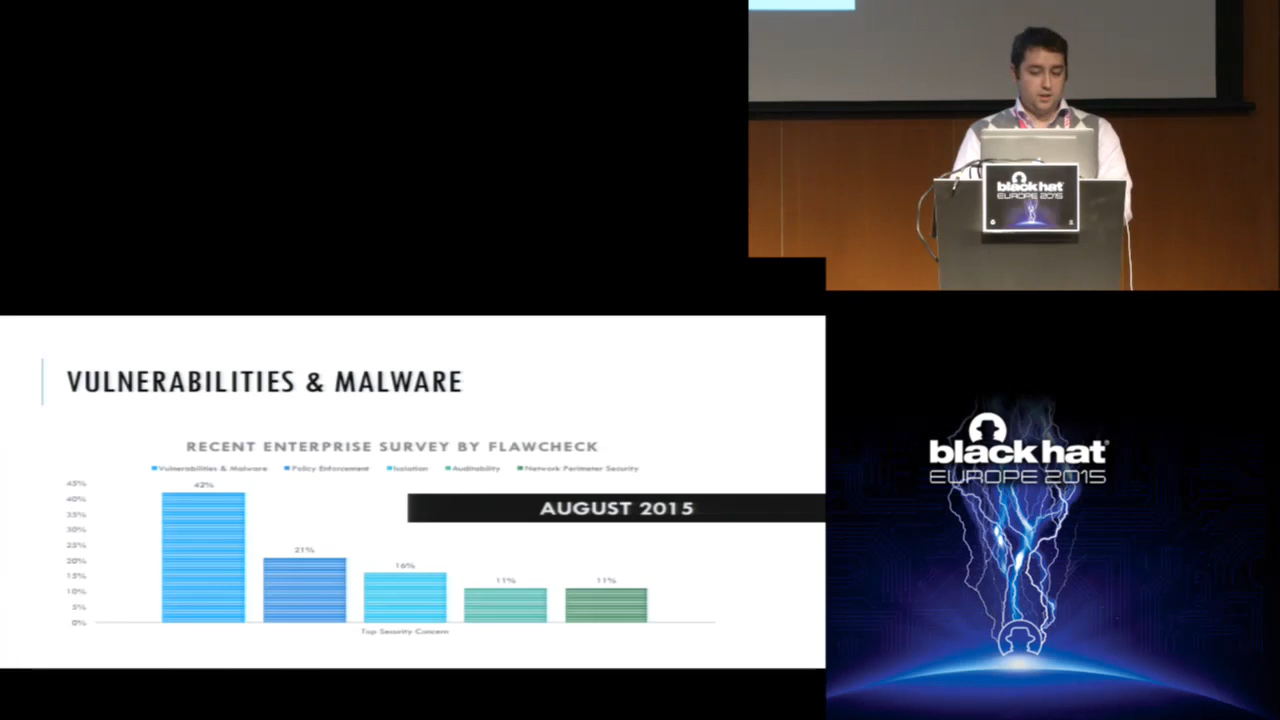 black hat
EUROPE 2015
VULNERABILITIES & MALWARE
RECENT ENTERPRISE SURVEY BY FLAWCHECK
Vulnerabilities & Malware Policy Enforcement Isolation Auditability Network Perimeter Security
45%
40%
35%
30%
25%
20%
15%
10%
5%
0%
42%
21%
16%
11%
11%
AUGUST 2015
Top Security Concern
black hat
EUROPE 2015